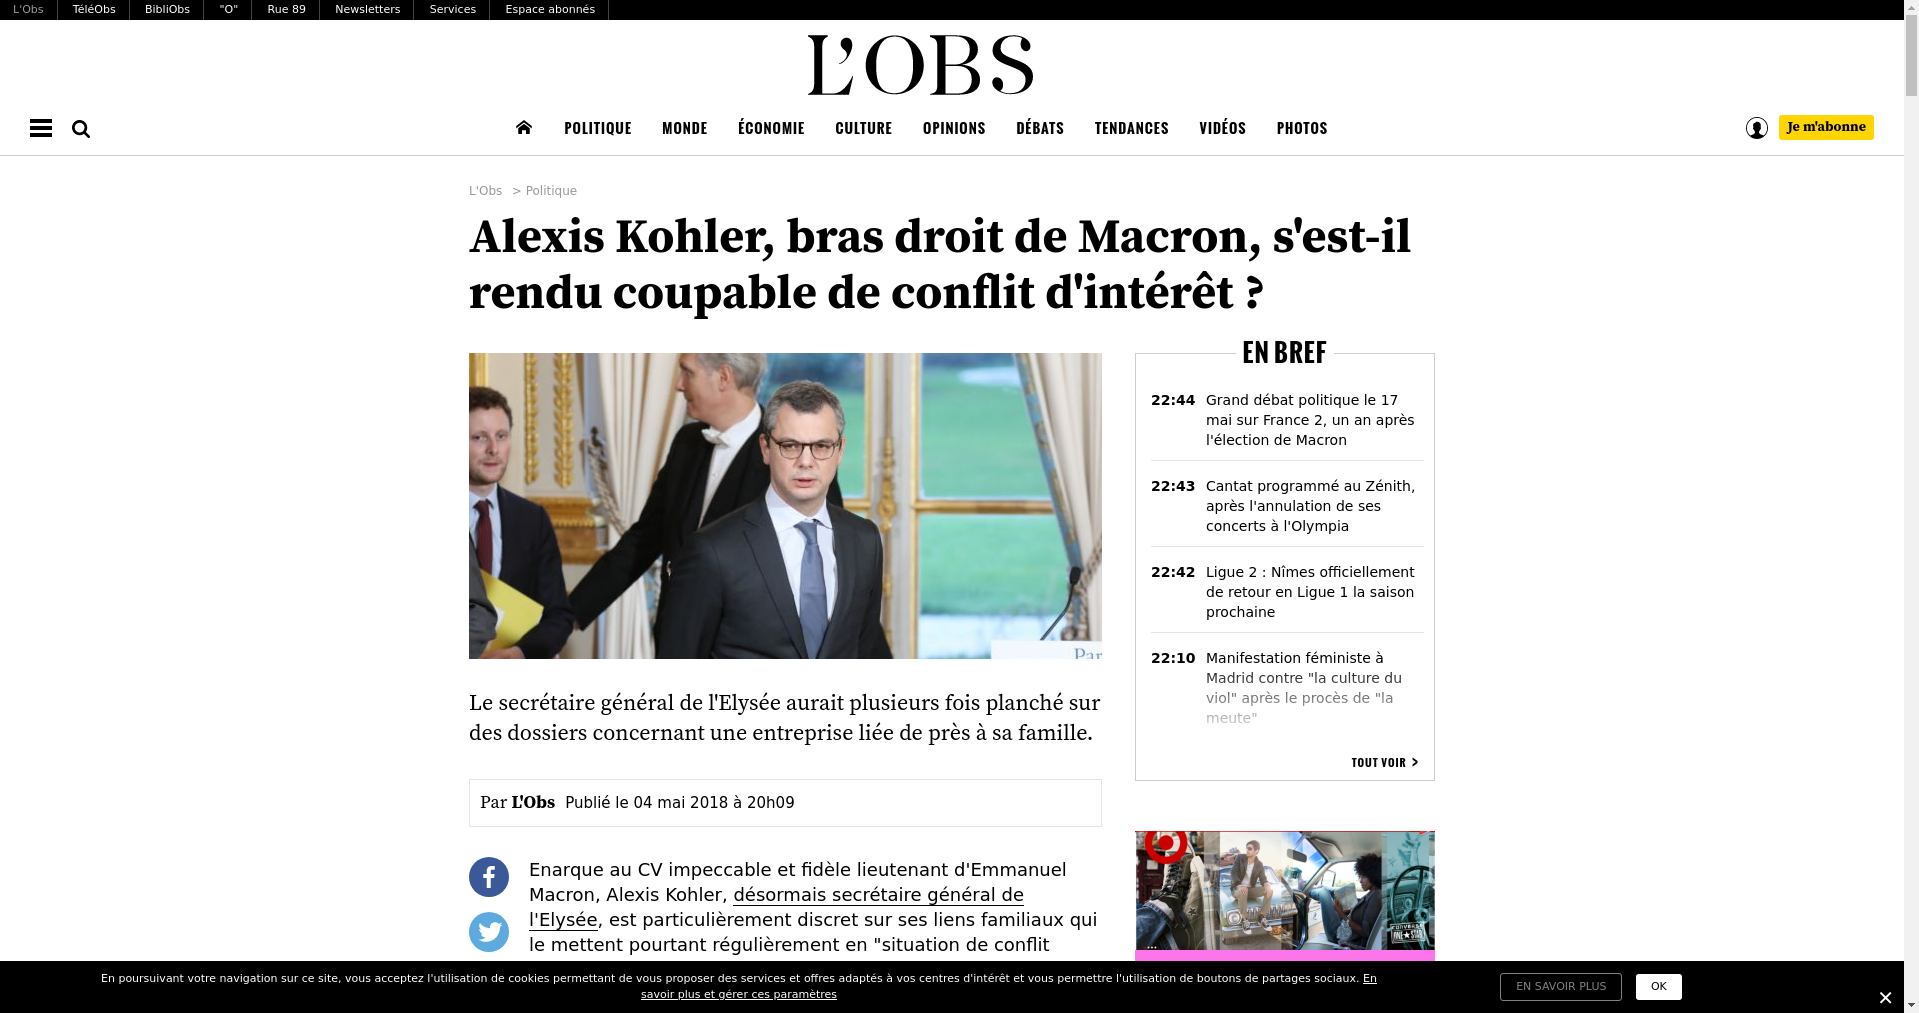 L'Obs TéléObs BibliObs "O" Rue 89 Newsletters Services Espace abonnés
L'OBS
POLITIQUE MONDE ÉCONOMIE CULTURE OPINIONS DÉBATS TENDANCES VIDÉOS PHOTOS
Je m'abonne
L'Obs > Politique
Alexis Kohler, bras droit de Macron, s'est-il
rendu coupable de conflit d'intérêt ?
Par
Le secrétaire général de l'Elysée aurait plusieurs fois planché sur
des dossiers concernant une entreprise liée de près à sa famille.
Par L'Obs Publié le 04 mai 2018 à 20h09
Enarque au CV impeccable et fidèle lieutenant d'Emmanuel
Macron, Alexis Kohler, désormais secrétaire général de
l'Elysée, est particulièrement discret sur ses liens familiaux qui
le mettent pourtant régulièrement en "situation de conflit
EN BREF
22:44 Grand débat politique le 17
mai sur France 2, un an après
l'élection de Macron
22:43 Cantat programmé au Zénith,
après l'annulation de ses
concerts à l'Olympia
22:42 Ligue 2 : Nîmes officiellement
de retour en Ligue 1 la saison
prochaine
22:10 Manifestation féministe à
Madrid contre "la culture du
viol" après le procès de "la
meute"
TOUT VOIR >
CONVERSE
ONE STAR
En poursuivant votre navigation sur ce site, vous acceptez l'utilisation de cookies permettant de vous proposer des services et offres adaptés à vos centres d'intérêt et vous permettre l'utilisation de boutons de partages sociaux. En
savoir plus et gérer ces paramètres
EN SAVOIR PLUS OK